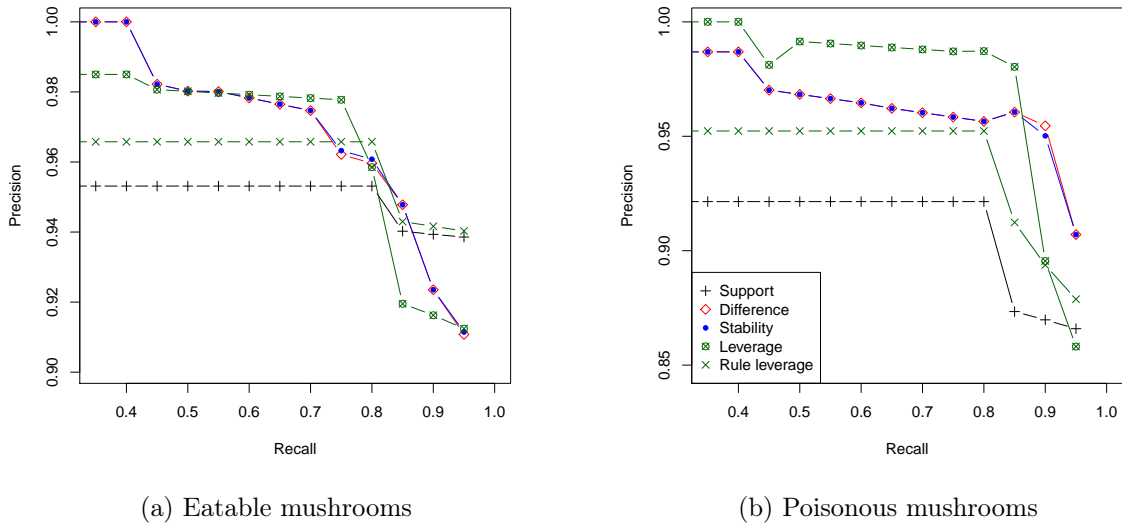 1.00
0.98
0.96
0.94
0.92
0.90
Precision
0.4 0.5 0.6 0.7 0.8 0.9 1.0
Recall
(a) Eatable mushrooms
1.00
0.95
0.90
0.85
Precision
Support
Difference
Stability
Leverage
Rule leverage
0.4 0.5 0.6 0.7 0.8 0.9 1.0
Recall
(b) Poisonous mushrooms